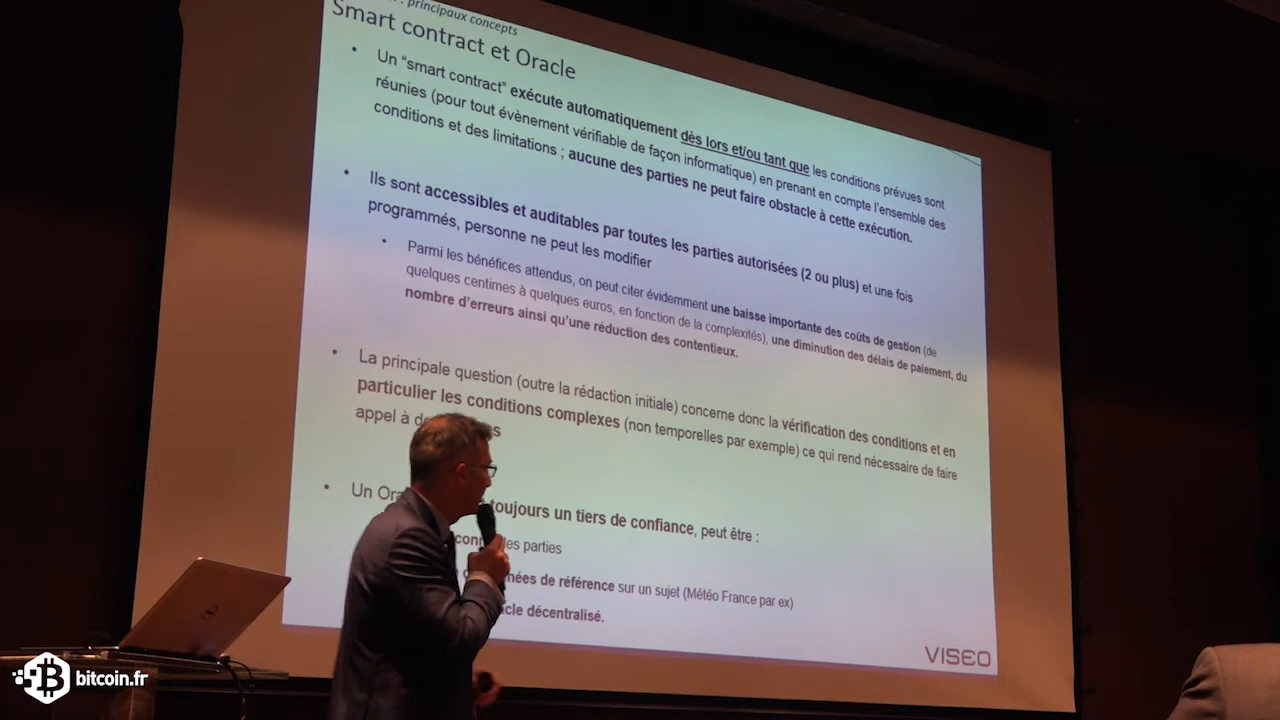 : principaux concepts
Smart contract et Oracle
• Un “smart contract” exécute automatiquement dès lors et/ou tant que les conditions prévues sont
réunies (pour tout évènement vérifiable de façon informatique) en prenant en compte l'ensemble des
conditions et des limitations ; aucune des parties ne peut faire obstacle à cette exécution.
• Ils sont accessibles et auditables par toutes les parties autorisées (2 ou plus) et une fois
programmés, personne ne peut les modifier
• Parmi les bénéfices attendus, on peut citer évidemment une baisse importante des coûts de gestion (de
quelques centimes à quelques euros, en fonction de la complexités), une diminution des délais de paiement, du
nombre d'erreurs ainsi qu'une réduction des contentieux.
• La principale question (outre la rédaction initiale) concerne donc la vérification des conditions et en
particulier les conditions complexes (non temporelles par exemple) ce qui rend nécessaire de faire
appel à
• Un toujours un tiers de confiance, peut être :
des parties
de référence sur un sujet (Météo France par ex)
décentralisé.
VISEO
bitcoin.fr